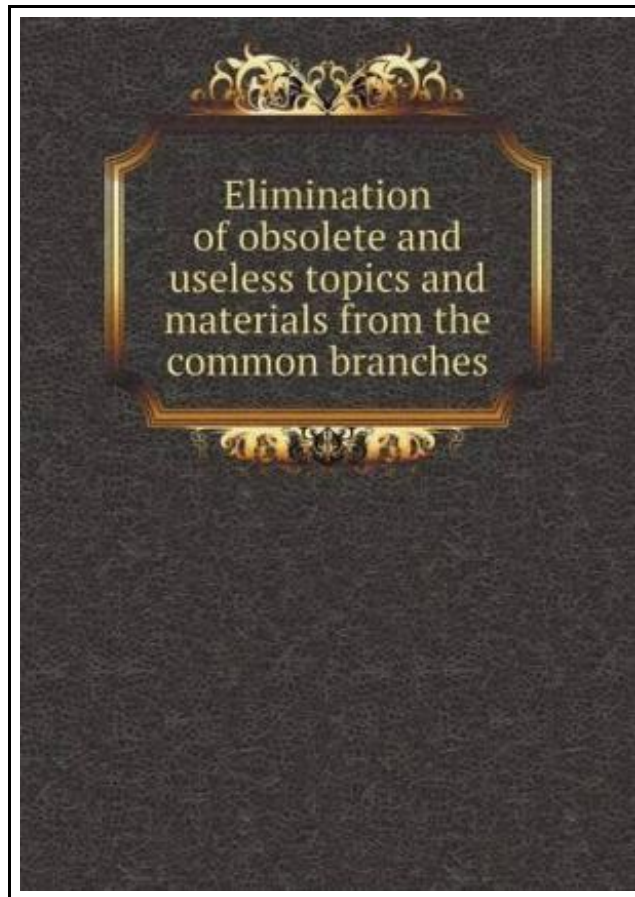 Elimination
of obsolete and
useless topics and
materials from the
common branches